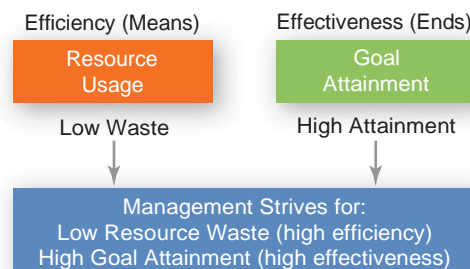 Efficiency (Means)
Effectiveness (Ends)
Resource
Usage
Goal
Attainment
Low Waste
High Attainment
Management Strives for:
Low Resource Waste (high efficiency)
High Goal Attainment (high effectiveness)